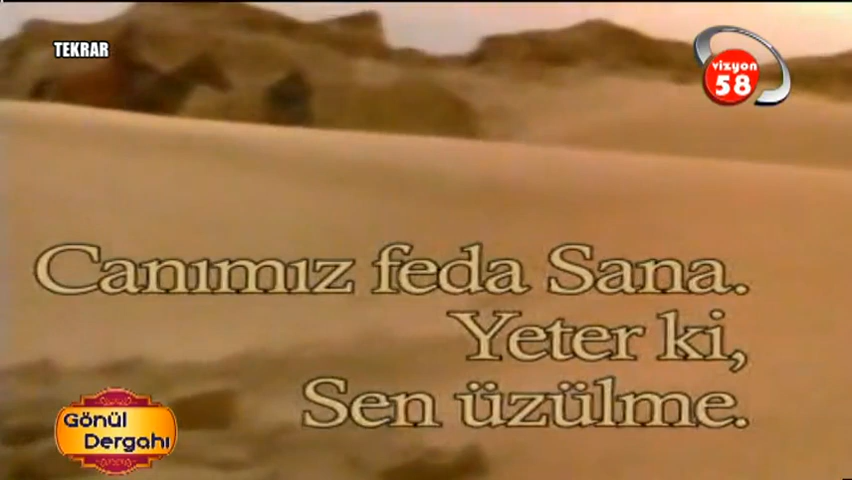 TEKRAR
vizyon
58
Canımız feda Sana.
Yeter ki,
Sen üzülme.
Gönül
Dergahı